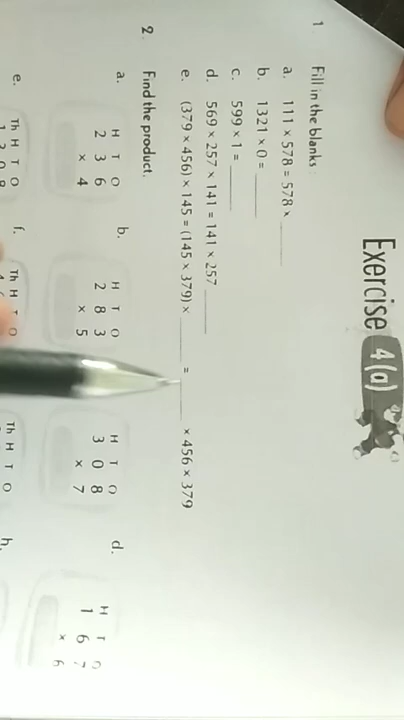 Exercise 4(a)
1. Fill in the blanks :
a. 111 × 578 = 578 × ____
b. 1321 × 0 = ____
c. 599 × 1 = ____
d. 569 × 257 × 141 = 141 × 257 ____
e. (379 × 456) × 145 = (145 × 379) × ____ = ____ × 456 × 379
2. Find the product.
a. b. d.
H T O H T O H T O H T O
2 3 6 2 8 3 3 0 8 1 6 7
× 4 × 5 × 7 × 6
e. f. h.
Th H T O Th H T O Th H T O